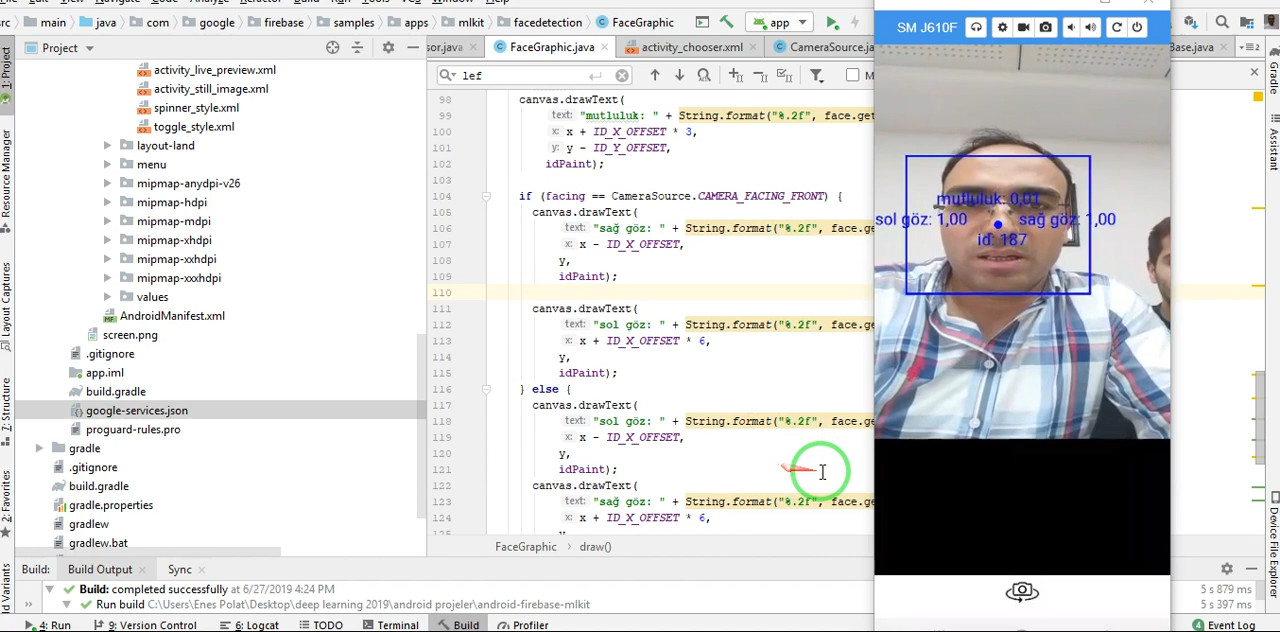 main
java
com
google
firebase
samples
apps
mlkit
facedetection
FaceGraphic
app
SM J610F
1: Project
Resource Manager
Layout Captures
7: Structure
2: Favorites
Gradle
Assistant
Device File Explorer
Project
sor.java
FaceGraphic.java
activity_chooser.xml
CameraSource.ja
Base.java
lef
activity_live_preview.xml
activity_still_image.xml
spinner_style.xml
toggle_style.xml
layout-land
menu
mipmap-anydpi-v26
mipmap-hdpi
mipmap-mdpi
mipmap-xhdpi
mipmap-xxhdpi
mipmap-xxxhdpi
values
AndroidManifest.xml
screen.png
.gitignore
app.iml
build.gradle
google-services.json
proguard-rules.pro
gradle
.gitignore
build.gradle
gradle.properties
gradlew
gradlew.bat
98 canvas.drawText(
99 text: "mutluluk: " + String.format("%.2f", face.get
100 x: x + ID_X_OFFSET * 3,
101 y: y - ID_Y_OFFSET,
102 idPaint);
103
104 if (facing == CameraSource.CAMERA_FACING_FRONT) {
105 canvas.drawText(
106 text: "sağ göz: " + String.format("%.2f", face.ge
107 x: x - ID_X_OFFSET,
108 y,
109 idPaint);
110
111 canvas.drawText(
112 text: "sol göz: " + String.format("%.2f", face.ge
113 x: x + ID_X_OFFSET * 6,
114 y,
115 idPaint);
116 } else {
117 canvas.drawText(
118 text: "sol göz: " + String.format("%.2f", face.ge
119 x: x - ID_X_OFFSET,
120 y,
121 idPaint);
122 canvas.drawText(
123 text: "sağ göz: " + String.format("%.2f", face.ge
124 x: x + ID_X_OFFSET * 6,
FaceGraphic
draw()
mutluluk: 0,01
sol göz: 1,00
sağ göz: 1,00
id: 187
Build:
Build Output
Sync
Build: completed successfully at 6/27/2019 4:24 PM
5 s 879 ms
Run build C:\Users\Enes Polat\Desktop\deep learning 2019\android projeler\android-firebase-mlkit
5 s 397 ms
4: Run
9: Version Control
6: Logcat
TODO
Terminal
Build
Profiler
4 Event Log